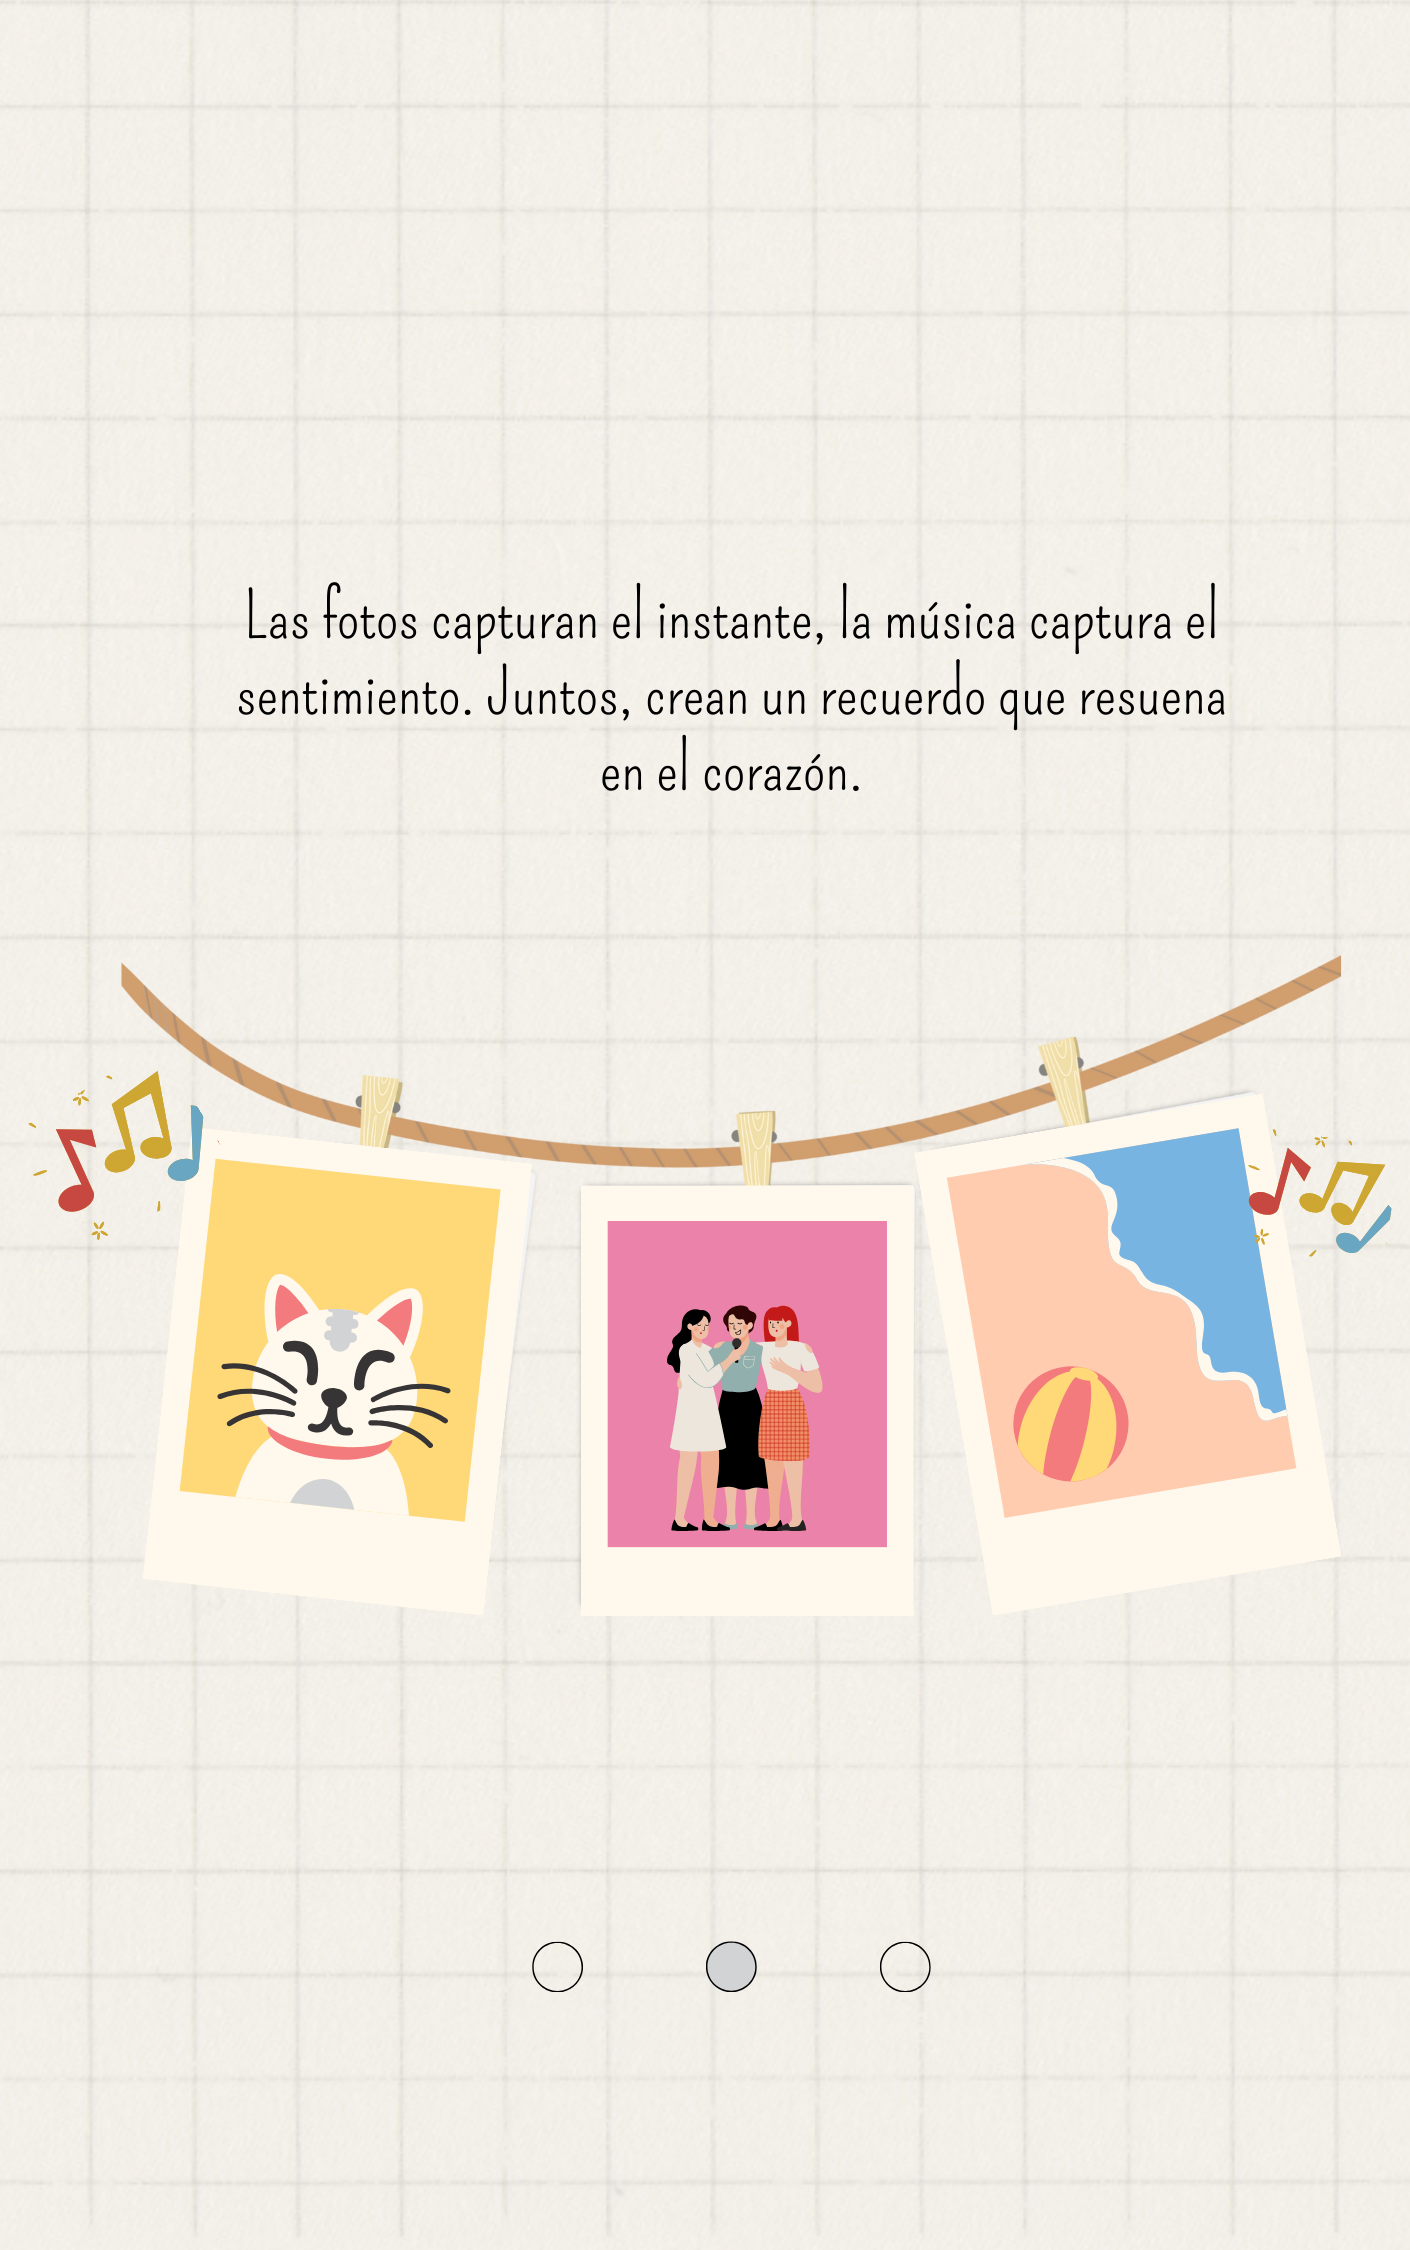 Las fotos capturan el instante, la música captura el
sentimiento. Juntos, crean un recuerdo que resuena
en el corazón.